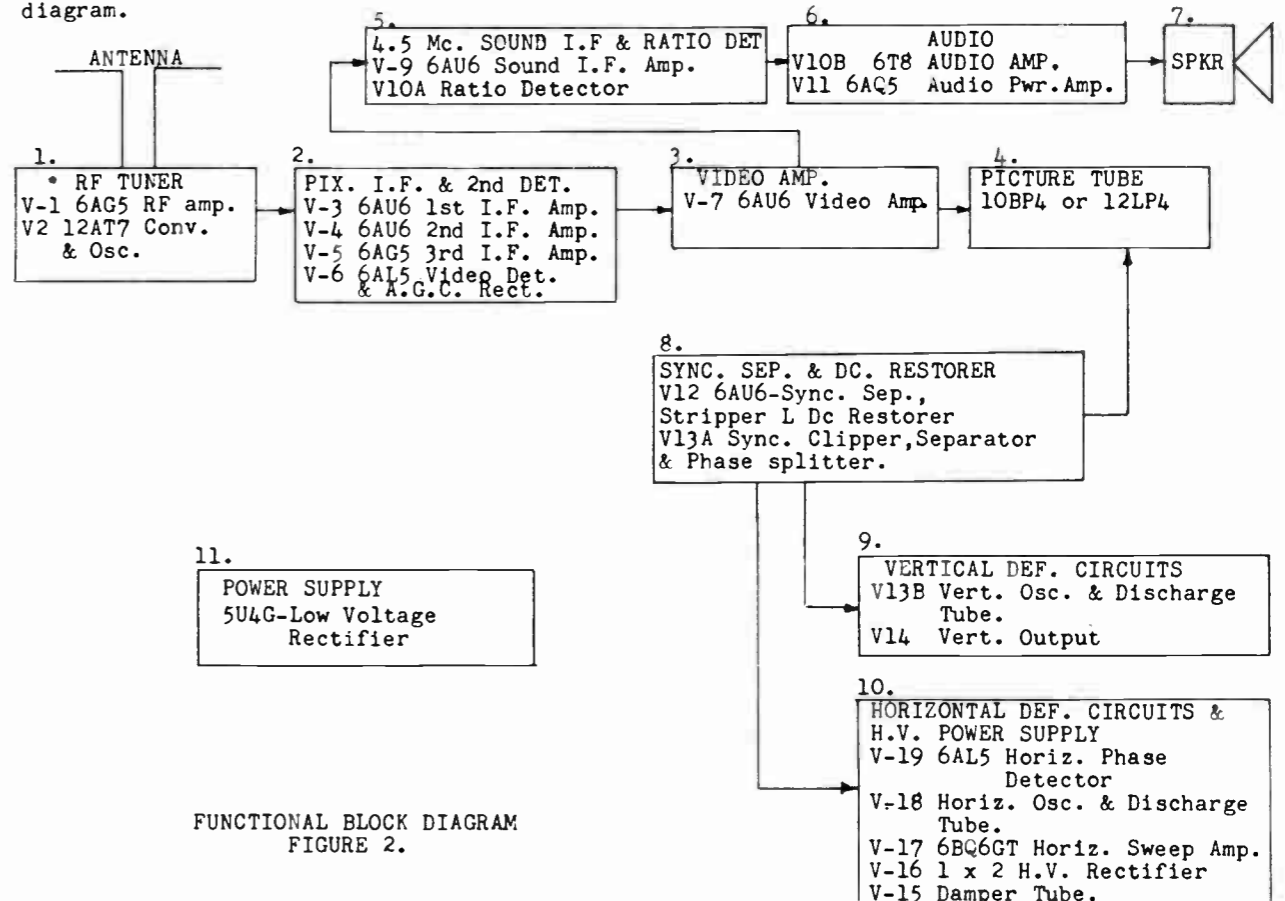 diagram.
ANTENNA
1.
* RF TUNER
V-1 6AG5 RF amp.
V2 12AT7 Conv.
& Osc.
2.
PIX. I.F. & 2nd DET.
V-3 6AU6 1st I.F. Amp.
V-4 6AU6 2nd I.F. Amp.
V-5 6AG5 3rd I.F. Amp.
V-6 6AL5 Video Det.
& A.G.C. Rect.
3.
VIDEO AMP.
V-7 6AU6 Video Amp.
4.
PICTURE TUBE
10BP4 or 12LP4
5.
4.5 Mc. SOUND I.F & RATIO DET
V-9 6AU6 Sound I.F. Amp.
V10A Ratio Detector
6.
AUDIO
V10B 6T8 AUDIO AMP.
V11 6AQ5 Audio Pwr.Amp.
7.
SPKR
8.
SYNC. SEP. & DC. RESTORER
V12 6AU6-Sync. Sep.,
Stripper L Dc Restorer
V13A Sync. Clipper,Separator
& Phase splitter.
9.
VERTICAL DEF. CIRCUITS
V13B Vert. Osc. & Discharge
Tube.
V14 Vert. Output
10.
HORIZONTAL DEF. CIRCUITS &
H.V. POWER SUPPLY
V-19 6AL5 Horiz. Phase
Detector
V-18 Horiz. Osc. & Discharge
Tube.
V-17 6BQ6GT Horiz. Sweep Amp.
V-16 1 x 2 H.V. Rectifier
V-15 Damper Tube.
11.
POWER SUPPLY
5U4G-Low Voltage
Rectifier
FUNCTIONAL BLOCK DIAGRAM
FIGURE 2.